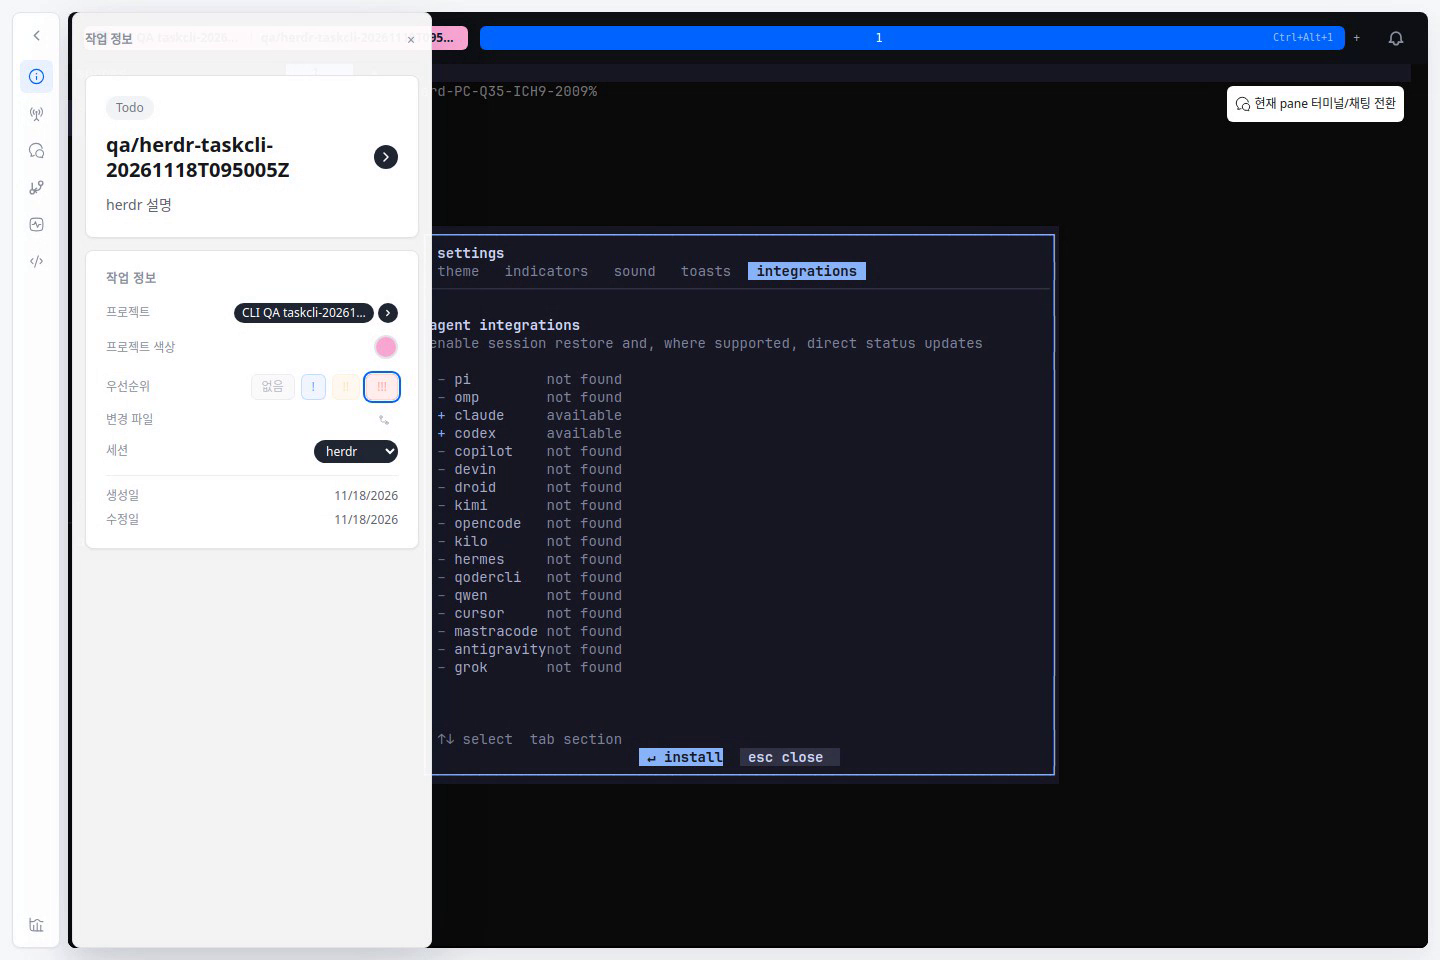 작업 정보
×
095...
1
Ctrl+Alt+1
+
rd-PC-Q35-ICH9-2009%
현재 pane 터미널/채팅 전환
Todo
qa/herdr-taskcli-
20261118T095005Z
herdr 설명
작업 정보
프로젝트
CLI QA taskcli-20261...
프로젝트 색상
우선순위
없음
!
!!
!!!
변경 파일
세션
herdr
생성일
11/18/2026
수정일
11/18/2026
settings
theme indicators sound toasts integrations
agent integrations
enable session restore and, where supported, direct status updates
- pi not found
- omp not found
+ claude available
+ codex available
- copilot not found
- devin not found
- droid not found
- kimi not found
- opencode not found
- kilo not found
- hermes not found
- qodercli not found
- qwen not found
- cursor not found
- mastracode not found
- antigravitynot found
- grok not found
↑↓ select tab section
↵ install esc close